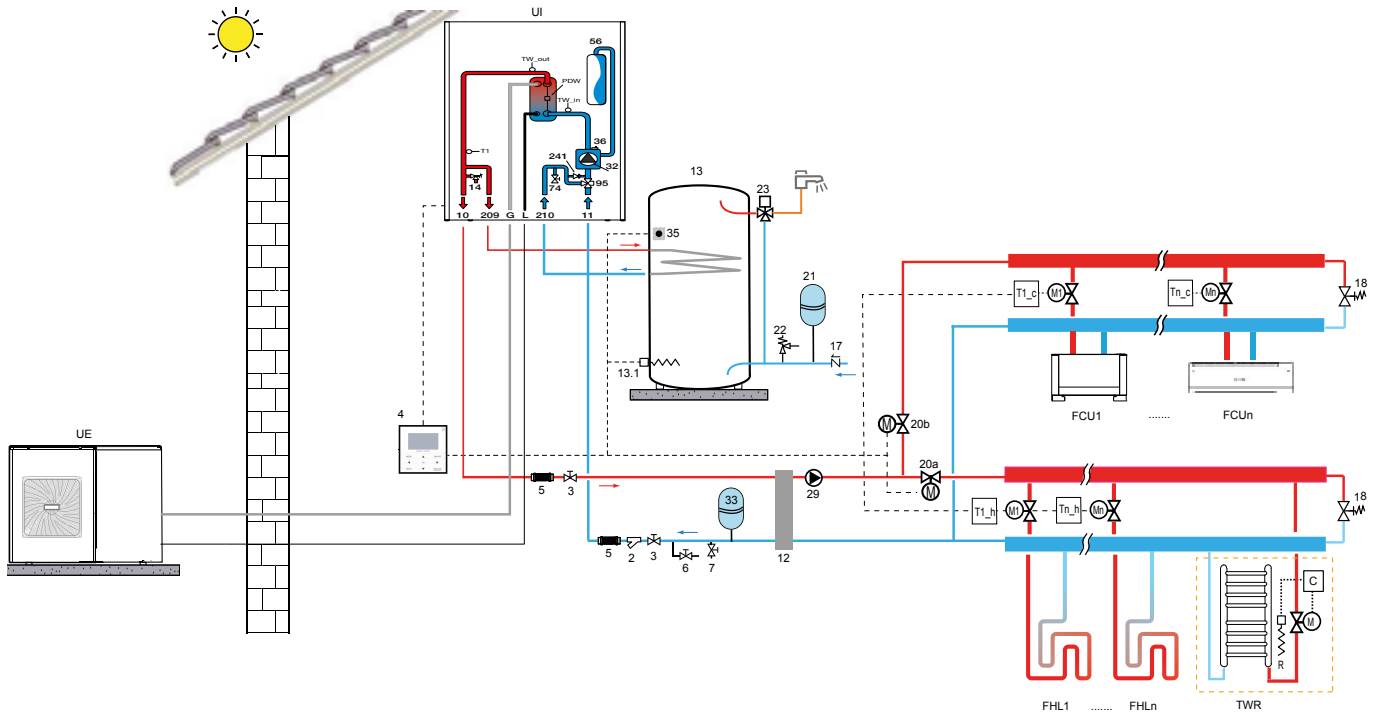 UI
56
TW_out
PDW
TW_in
36
T1
241
32
14
74
95
10 209 G L 210 11
13
23
35
21
22
17
13.1
T1_c M1 Tn_c Mn 18
FCU1 ....... FCUn
4
UE
M 20b
20a
5 3
29
M
33
T1_h M1 Tn_h Mn 18
5 2 3 6 7 12
C
M
R
FHL1 ....... FHLn TWR